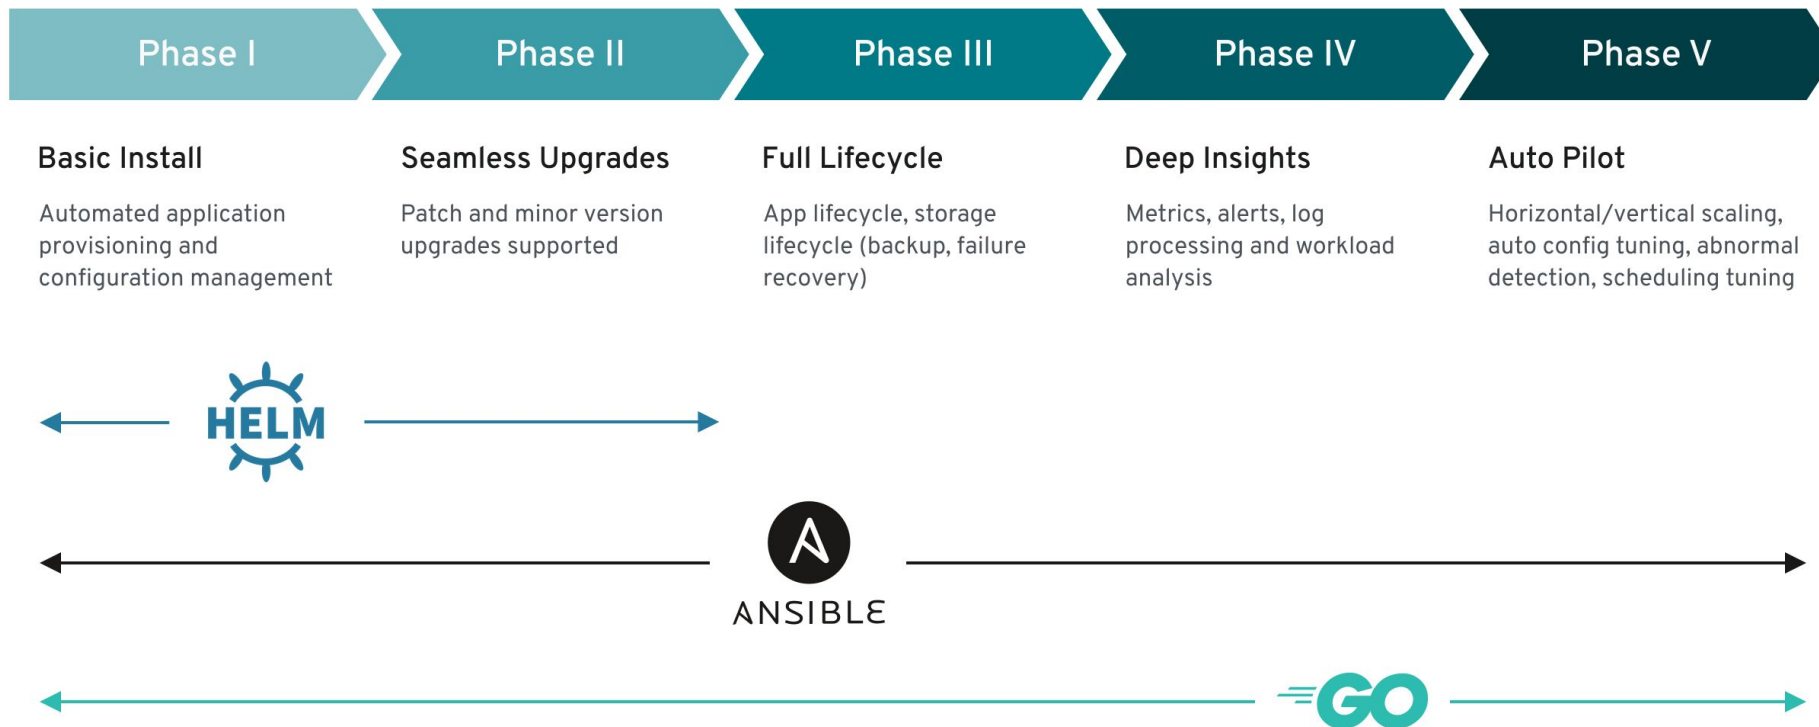 Phase I
Phase II
Phase III
Phase IV
Phase V
Basic Install
Automated application
provisioning and
configuration management
Seamless Upgrades
Patch and minor version
upgrades supported
Full Lifecycle
App lifecycle, storage
lifecycle (backup, failure
recovery)
Deep Insights
Metrics, alerts, log
processing and workload
analysis
Auto Pilot
Horizontal/vertical scaling,
auto config tuning, abnormal
detection, scheduling tuning
HELM
A
ANSIBLE
GO